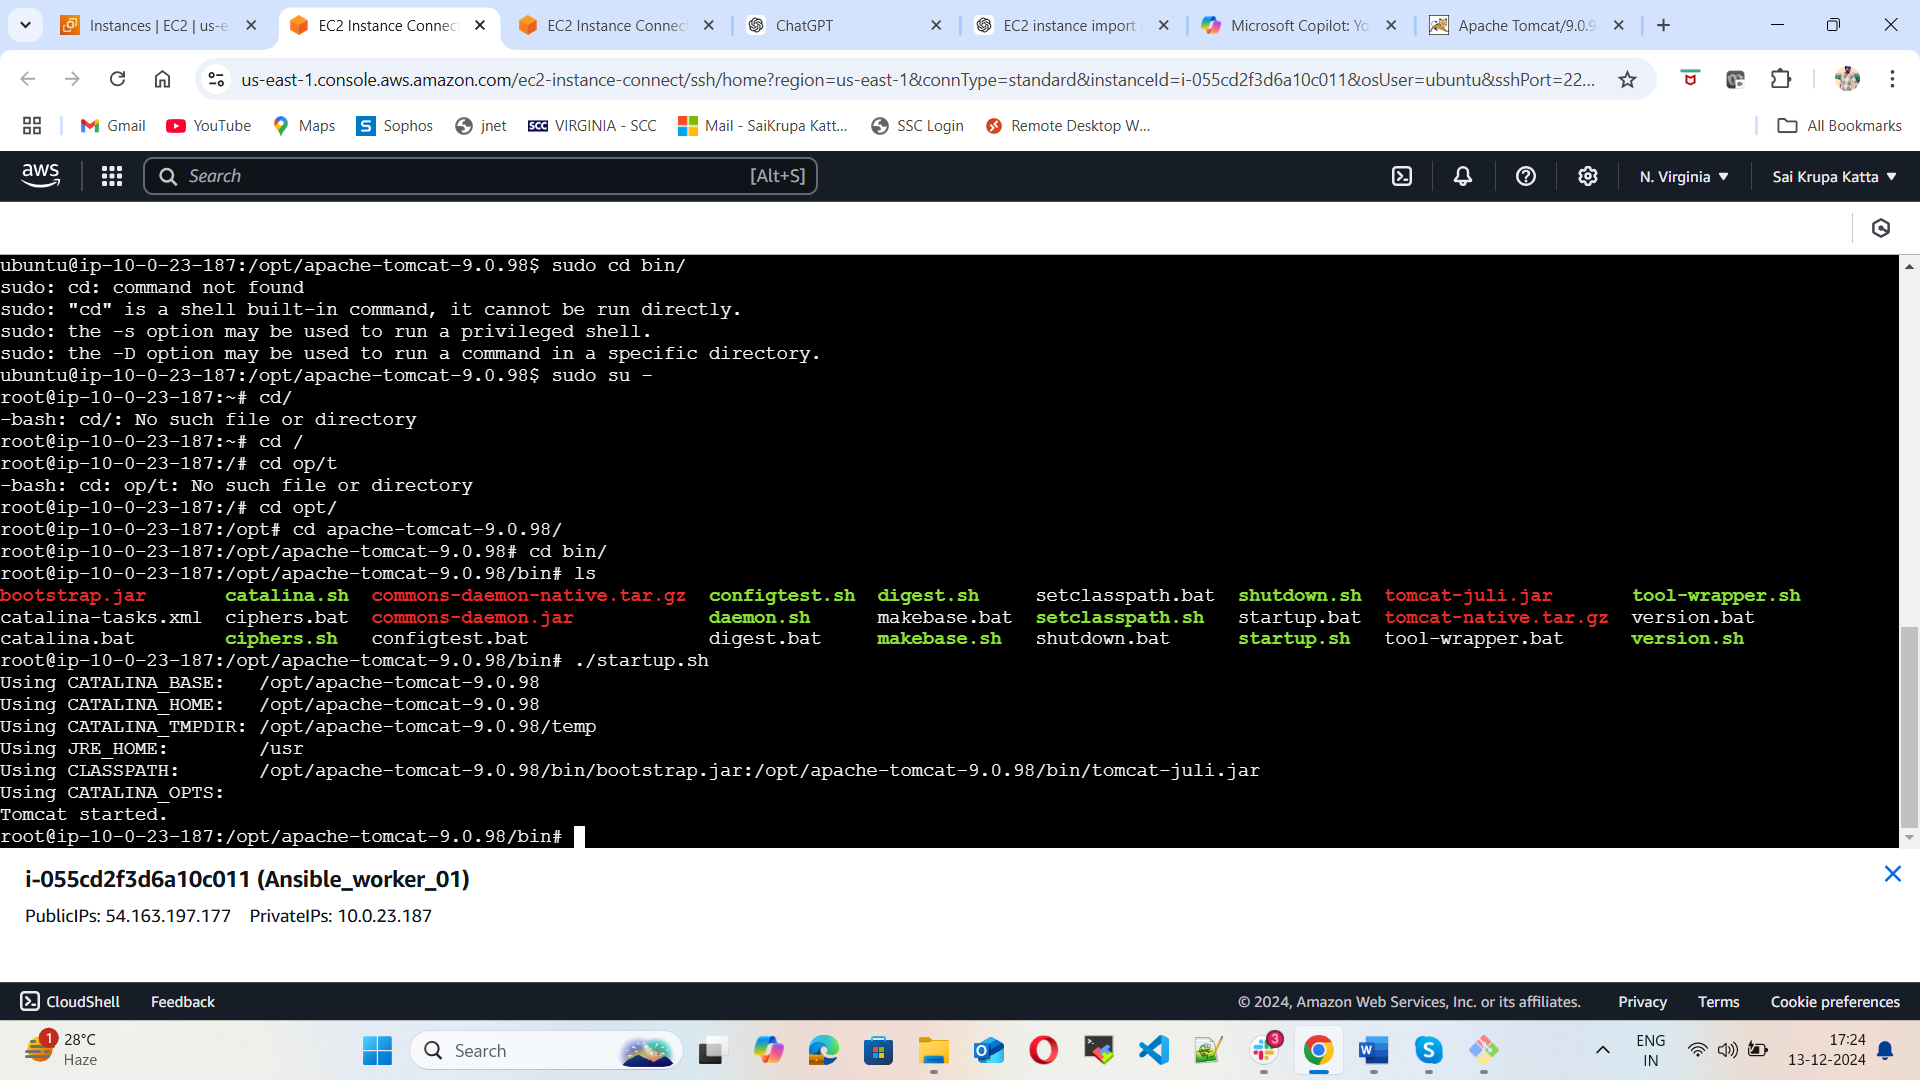 Instances | EC2 | us-e
EC2 Instance Connect
EC2 Instance Connect
ChatGPT
EC2 instance import
Microsoft Copilot: Yo
Apache Tomcat/9.0.9
us-east-1.console.aws.amazon.com/ec2-instance-connect/ssh/home?region=us-east-1&connType=standard&instanceId=i-055cd2f3d6a10c011&osUser=ubuntu&sshPort=22...
Gmail YouTube Maps Sophos jnet VIRGINIA - SCC Mail - SaiKrupa Katt... SSC Login Remote Desktop W... All Bookmarks
aws Search [Alt+S] N. Virginia Sai Krupa Katta
ubuntu@ip-10-0-23-187:/opt/apache-tomcat-9.0.98$ sudo cd bin/
sudo: cd: command not found
sudo: "cd" is a shell built-in command, it cannot be run directly.
sudo: the -s option may be used to run a privileged shell.
sudo: the -D option may be used to run a command in a specific directory.
ubuntu@ip-10-0-23-187:/opt/apache-tomcat-9.0.98$ sudo su -
root@ip-10-0-23-187:~# cd/
-bash: cd/: No such file or directory
root@ip-10-0-23-187:~# cd /
root@ip-10-0-23-187:/# cd op/t
-bash: cd: op/t: No such file or directory
root@ip-10-0-23-187:/# cd opt/
root@ip-10-0-23-187:/opt# cd apache-tomcat-9.0.98/
root@ip-10-0-23-187:/opt/apache-tomcat-9.0.98# cd bin/
root@ip-10-0-23-187:/opt/apache-tomcat-9.0.98/bin# ls
bootstrap.jar catalina.sh commons-daemon-native.tar.gz configtest.sh digest.sh setclasspath.bat shutdown.sh tomcat-juli.jar tool-wrapper.sh
catalina-tasks.xml ciphers.bat commons-daemon.jar daemon.sh makebase.bat setclasspath.sh startup.bat tomcat-native.tar.gz version.bat
catalina.bat ciphers.sh configtest.bat digest.bat makebase.sh shutdown.bat startup.sh tool-wrapper.bat version.sh
root@ip-10-0-23-187:/opt/apache-tomcat-9.0.98/bin# ./startup.sh
Using CATALINA_BASE: /opt/apache-tomcat-9.0.98
Using CATALINA_HOME: /opt/apache-tomcat-9.0.98
Using CATALINA_TMPDIR: /opt/apache-tomcat-9.0.98/temp
Using JRE_HOME: /usr
Using CLASSPATH: /opt/apache-tomcat-9.0.98/bin/bootstrap.jar:/opt/apache-tomcat-9.0.98/bin/tomcat-juli.jar
Using CATALINA_OPTS:
Tomcat started.
root@ip-10-0-23-187:/opt/apache-tomcat-9.0.98/bin#
i-055cd2f3d6a10c011 (Ansible_worker_01)
PublicIPs: 54.163.197.177 PrivateIPs: 10.0.23.187
CloudShell Feedback © 2024, Amazon Web Services, Inc. or its affiliates. Privacy Terms Cookie preferences
1 28°C
Haze
Search
3
ENG
IN
17:24
13-12-2024